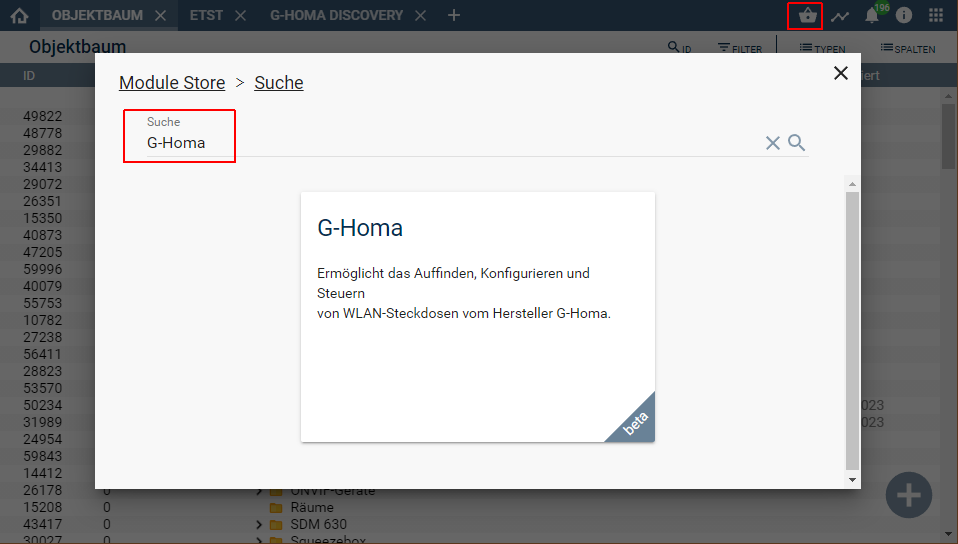 OBJEKTBAUM ETST G-HOMA DISCOVERY 196
Objektbaum ID FILTER TYPEN SPALTEN
ID iert
Module Store > Suche
Suche
G-Homa
G-Homa
Ermöglicht das Auffinden, Konfigurieren und
Steuern
von WLAN-Steckdosen vom Hersteller G-Homa.
beta
49822
48778
29882
34413
29072
26351
15350
40873
47205
59996
40079
55753
10782
27238
56411
28823
53570
50234 023
31989 023
24954
59843
14412
26178 0 ONVIF-Geräte
15208 0 Räume
43417 0 SDM 630
30027 0 Squeezebox